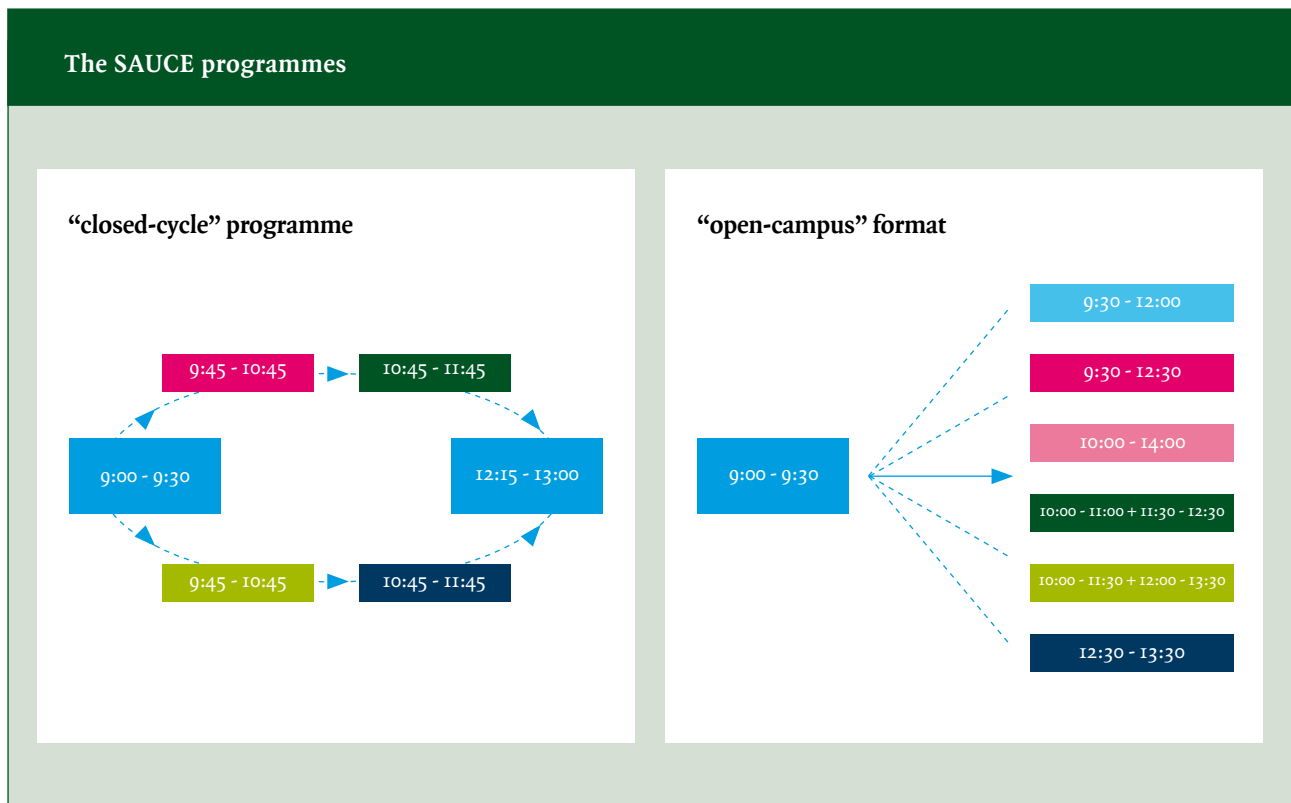 The SAUCE programmes
“closed-cycle” programme
9:45 - 10:45
10:45 - 11:45
9:00 - 9:30
12:15 - 13:00
9:45 - 10:45
10:45 - 11:45
“open-campus” format
9:00 - 9:30
9:30 - 12:00
9:30 - 12:30
10:00 - 14:00
10:00 - 11:00 + 11:30 - 12:30
10:00 - 11:30 + 12:00 - 13:30
12:30 - 13:30